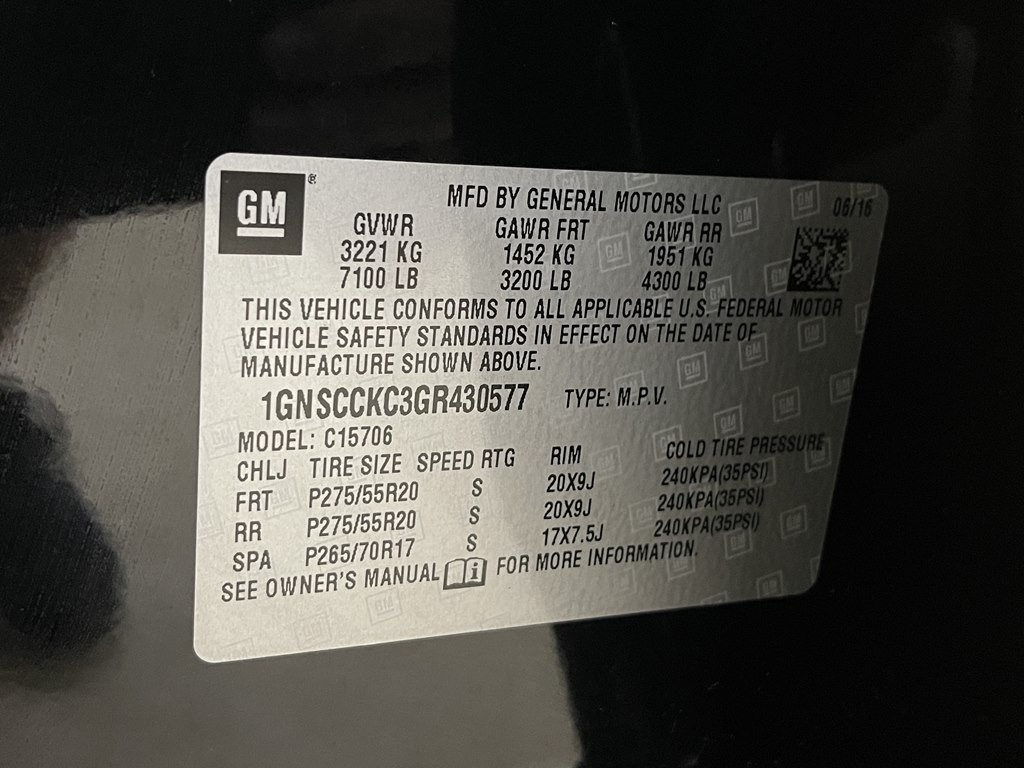 GM ® MFD BY GENERAL MOTORS LLC 06/16
GVWR GAWR FRT GAWR RR
3221 KG 1452 KG 1951 KG
7100 LB 3200 LB 4300 LB
THIS VEHICLE CONFORMS TO ALL APPLICABLE U.S. FEDERAL MOTOR
VEHICLE SAFETY STANDARDS IN EFFECT ON THE DATE OF
MANUFACTURE SHOWN ABOVE.
1GNSCCKC3GR430577 TYPE: M.P.V.
MODEL: C15706
CHLJ TIRE SIZE SPEED RTG RIM COLD TIRE PRESSURE
FRT P275/55R20 S 20X9J 240KPA(35PSI)
RR P275/55R20 S 20X9J 240KPA(35PSI)
SPA P265/70R17 S 17X7.5J 240KPA(35PSI)
SEE OWNER'S MANUAL i FOR MORE INFORMATION.